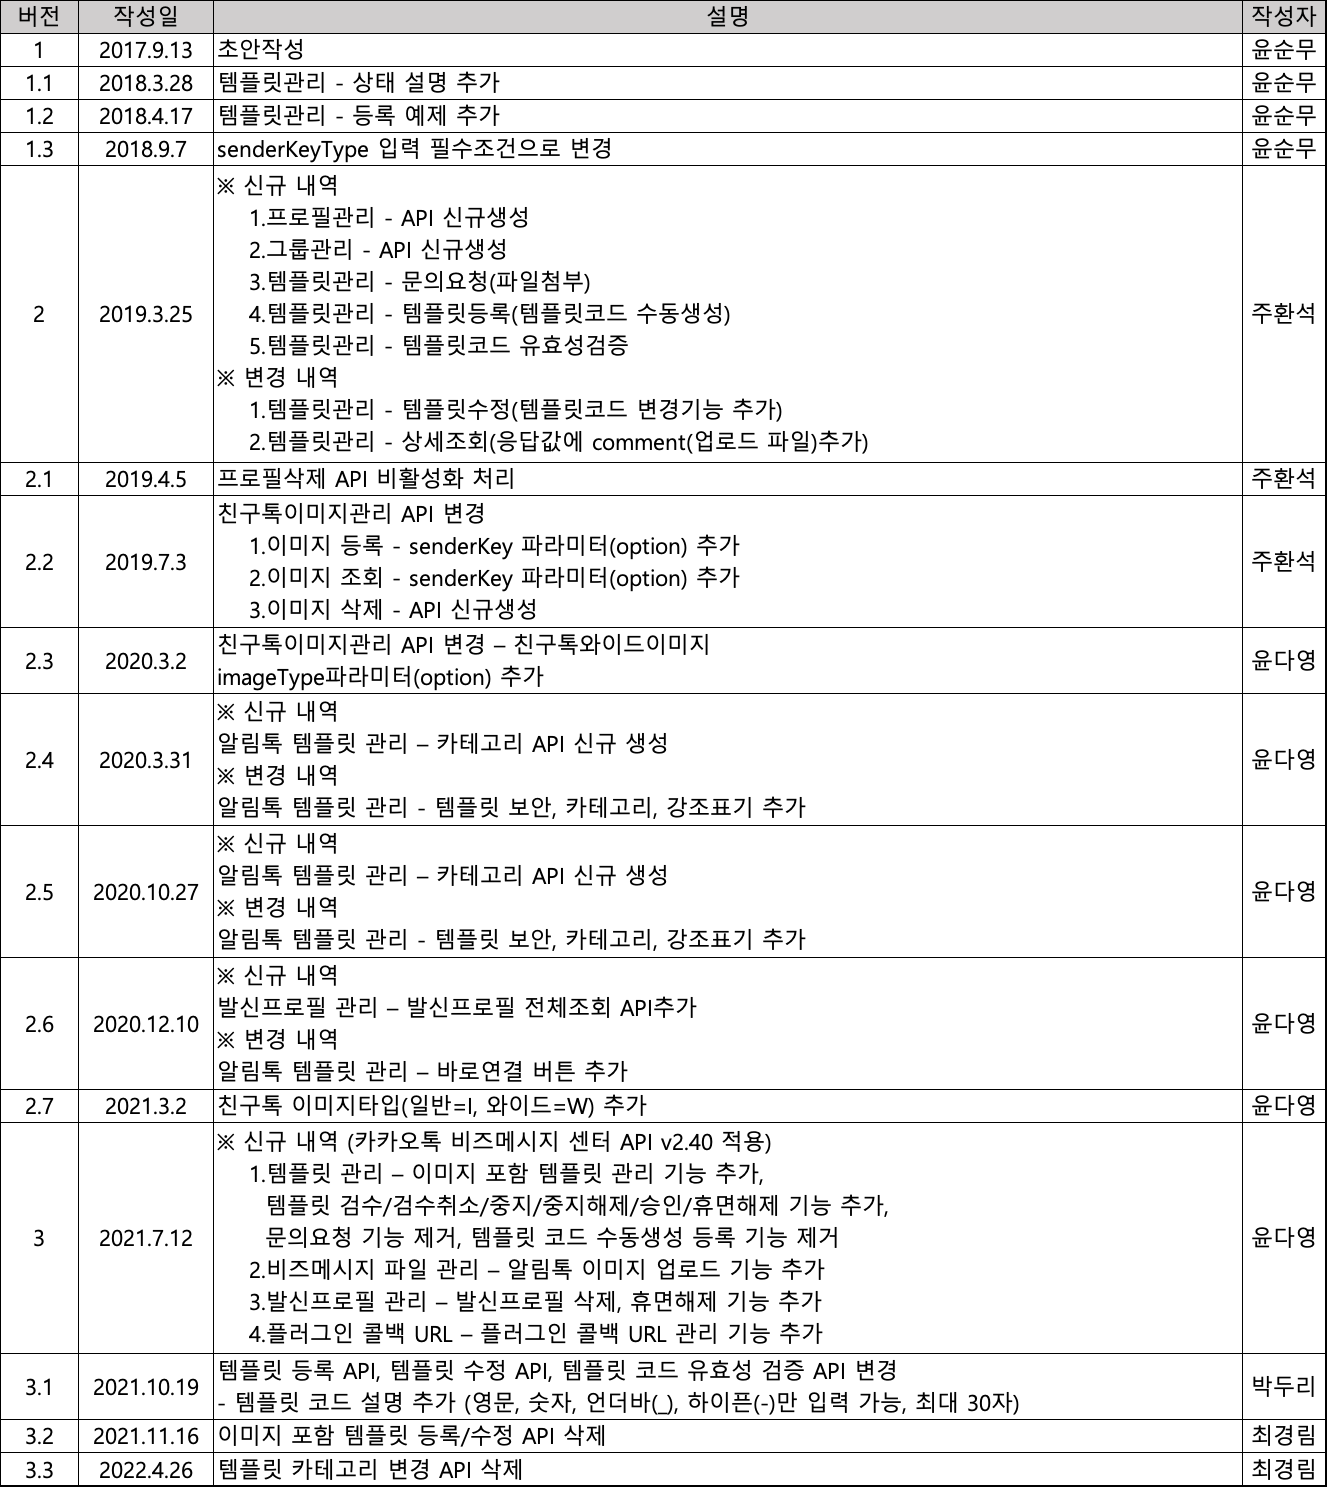 버전 작성일 설명 작성자
1 2017.9.13 초안작성 윤순무
1.1 2018.3.28 템플릿관리 - 상태 설명 추가 윤순무
1.2 2018.4.17 템플릿관리 - 등록 예제 추가 윤순무
1.3 2018.9.7 senderKeyType 입력 필수조건으로 변경 윤순무
2 2019.3.25 ※ 신규 내역
1.프로필관리 - API 신규생성
2.그룹관리 - API 신규생성
3.템플릿관리 - 문의요청(파일첨부)
4.템플릿관리 - 템플릿등록(템플릿코드 수동생성)
5.템플릿관리 - 템플릿코드 유효성검증
※ 변경 내역
1.템플릿관리 - 템플릿수정(템플릿코드 변경기능 추가)
2.템플릿관리 - 상세조회(응답값에 comment(업로드 파일)추가)
주환석
2.1 2019.4.5 프로필삭제 API 비활성화 처리 주환석
2.2 2019.7.3 친구톡이미지관리 API 변경
1.이미지 등록 - senderKey 파라미터(option) 추가
2.이미지 조회 - senderKey 파라미터(option) 추가
3.이미지 삭제 - API 신규생성
주환석
2.3 2020.3.2 친구톡이미지관리 API 변경 – 친구톡와이드이미지
imageType파라미터(option) 추가
윤다영
2.4 2020.3.31 ※ 신규 내역
알림톡 템플릿 관리 – 카테고리 API 신규 생성
※ 변경 내역
알림톡 템플릿 관리 - 템플릿 보안, 카테고리, 강조표기 추가
윤다영
2.5 2020.10.27 ※ 신규 내역
알림톡 템플릿 관리 – 카테고리 API 신규 생성
※ 변경 내역
알림톡 템플릿 관리 - 템플릿 보안, 카테고리, 강조표기 추가
윤다영
2.6 2020.12.10 ※ 신규 내역
발신프로필 관리 – 발신프로필 전체조회 API추가
※ 변경 내역
알림톡 템플릿 관리 – 바로연결 버튼 추가
윤다영
2.7 2021.3.2 친구톡 이미지타입(일반=I, 와이드=W) 추가 윤다영
3 2021.7.12 ※ 신규 내역 (카카오톡 비즈메시지 센터 API v2.40 적용)
1.템플릿 관리 – 이미지 포함 템플릿 관리 기능 추가,
템플릿 검수/검수취소/중지/중지해제/승인/휴면해제 기능 추가,
문의요청 기능 제거, 템플릿 코드 수동생성 등록 기능 제거
2.비즈메시지 파일 관리 – 알림톡 이미지 업로드 기능 추가
3.발신프로필 관리 – 발신프로필 삭제, 휴면해제 기능 추가
4.플러그인 콜백 URL – 플러그인 콜백 URL 관리 기능 추가
윤다영
3.1 2021.10.19 템플릿 등록 API, 템플릿 수정 API, 템플릿 코드 유효성 검증 API 변경
- 템플릿 코드 설명 추가 (영문, 숫자, 언더바(_), 하이픈(-)만 입력 가능, 최대 30자)
박두리
3.2 2021.11.16 이미지 포함 템플릿 등록/수정 API 삭제 최경림
3.3 2022.4.26 템플릿 카테고리 변경 API 삭제 최경림